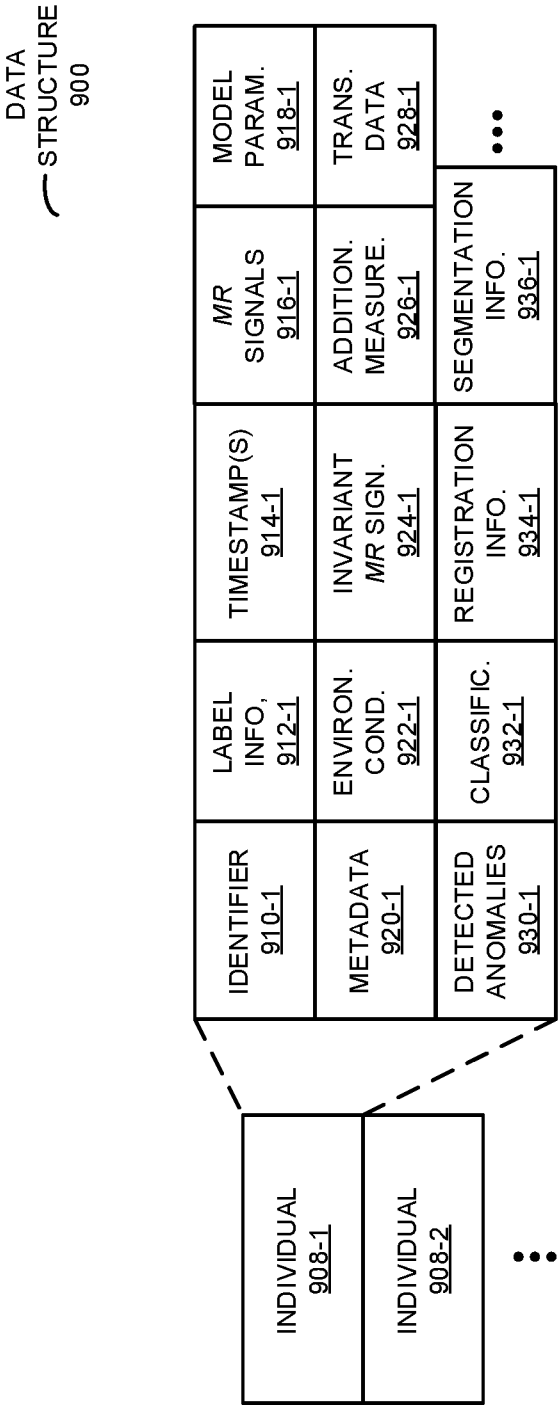 DATA
STRUCTURE
900
INDIVIDUAL
908-1
INDIVIDUAL
908-2
IDENTIFIER
910-1
LABEL
INFO,
912-1
TIMESTAMP(S)
914-1
MR
SIGNALS
916-1
MODEL
PARAM.
918-1
METADATA
920-1
ENVIRON.
COND.
922-1
INVARIANT
MR SIGN.
924-1
ADDITION.
MEASURE.
926-1
TRANS.
DATA
928-1
DETECTED
ANOMALIES
930-1
CLASSIFIC.
932-1
REGISTRATION
INFO.
934-1
SEGMENTATION
INFO.
936-1